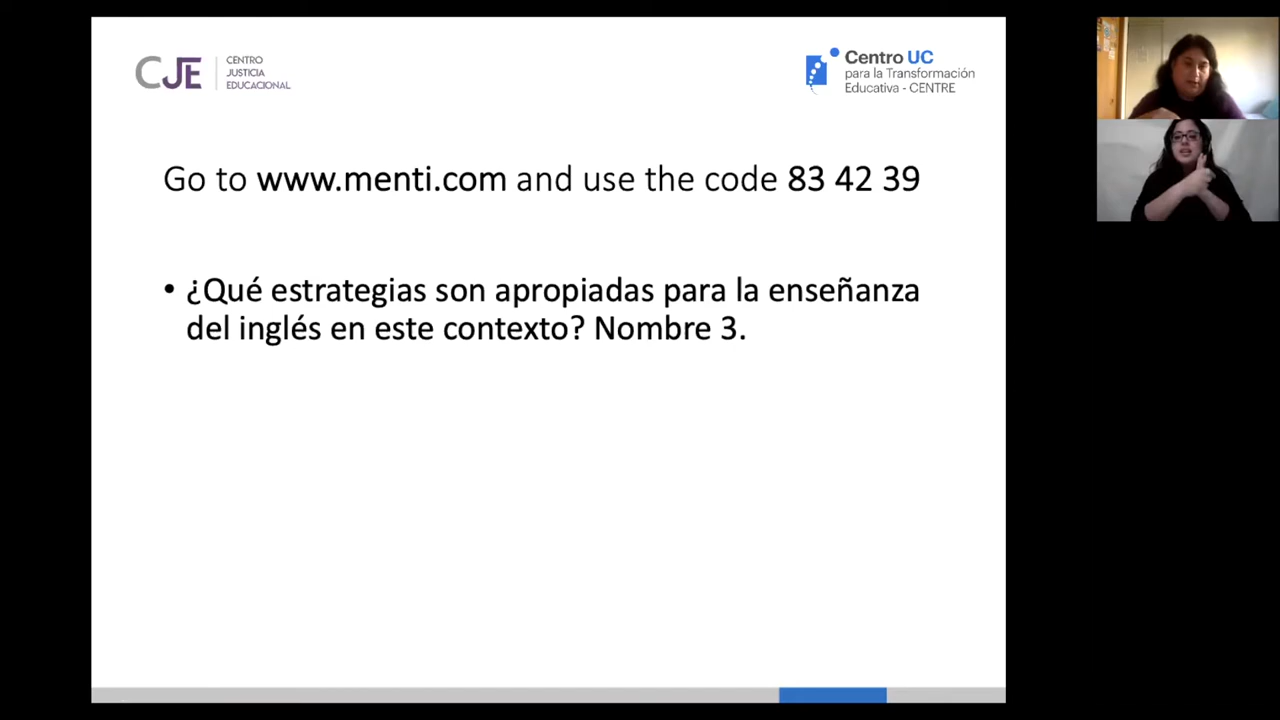 CJE
CENTRO
JUSTICIA
EDUCACIONAL
Centro UC
para la Transformación
Educativa - CENTRE
Go to www.menti.com and use the code 83 42 39
• ¿Qué estrategias son apropiadas para la enseñanza
del inglés en este contexto? Nombre 3.